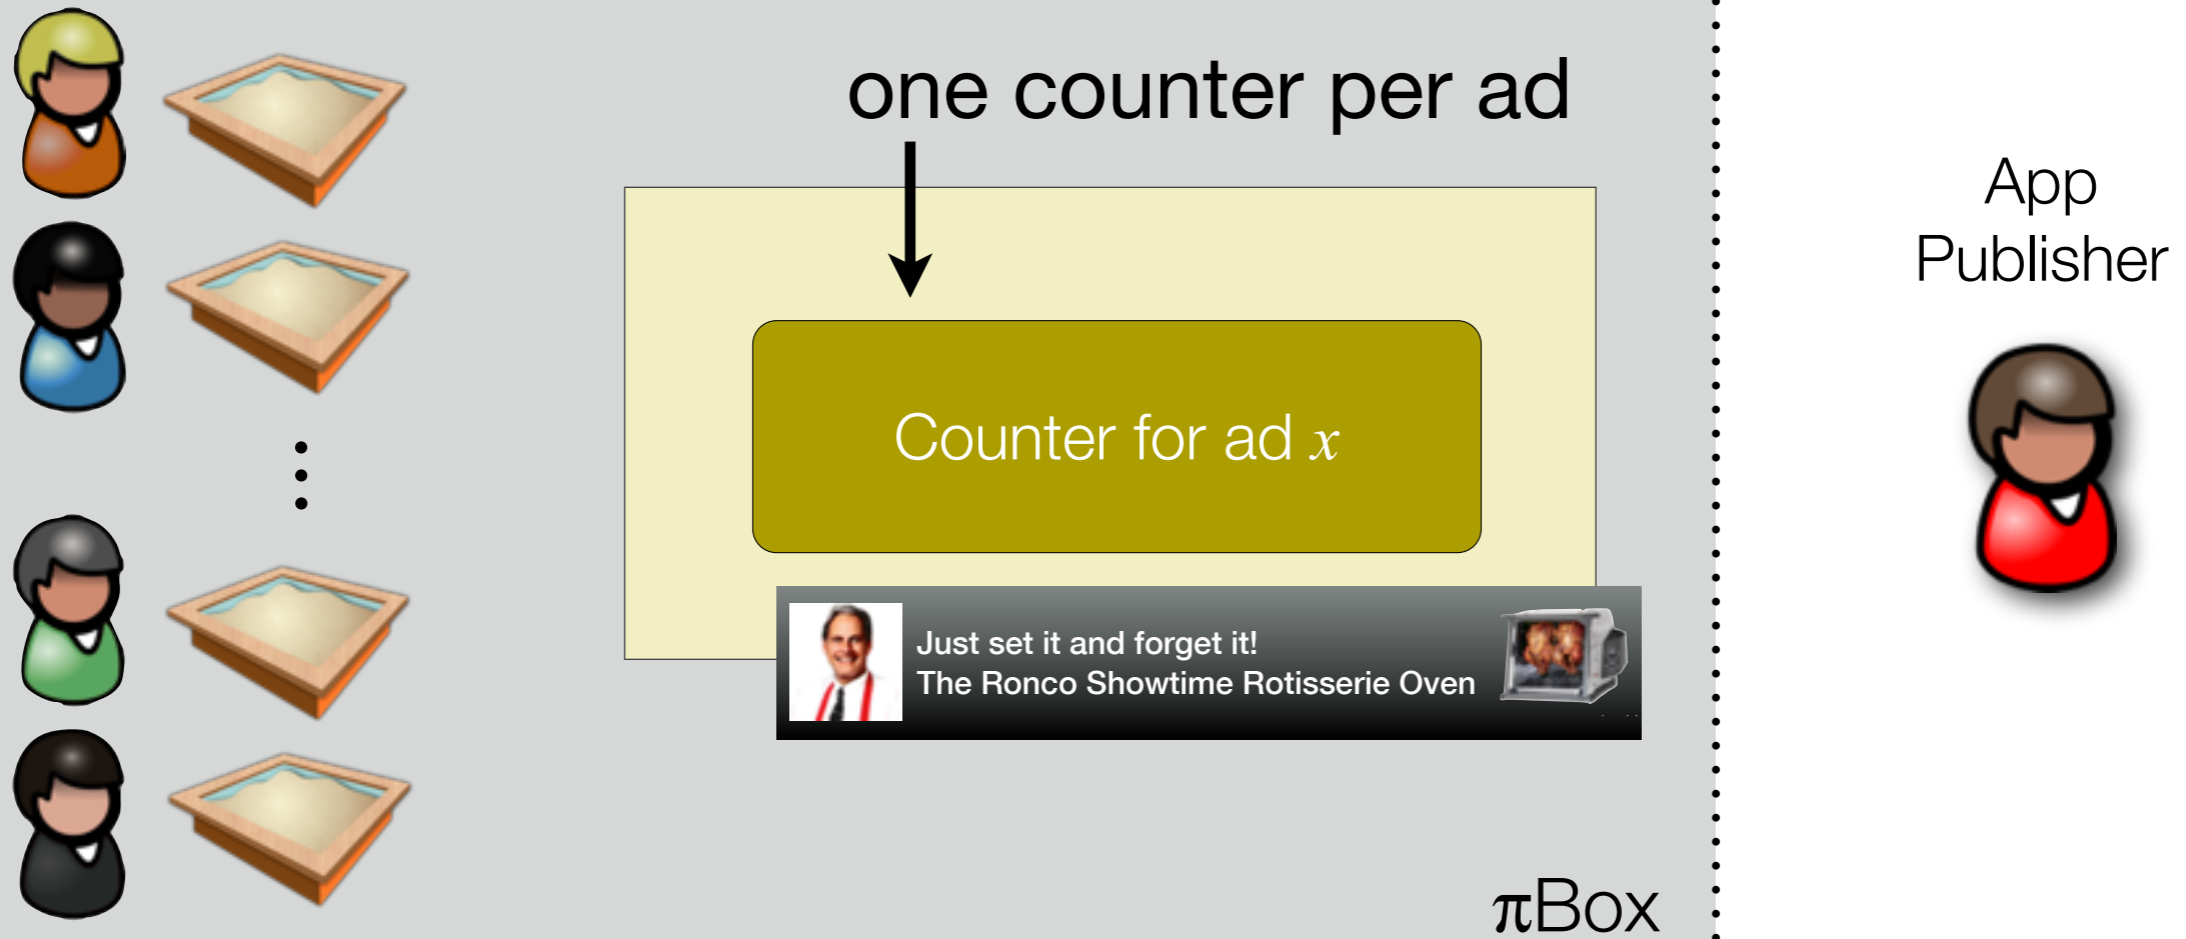 one counter per ad
App
Publisher
Counter for ad x
Just set it and forget it!
The Ronco Showtime Rotisserie Oven
πBox